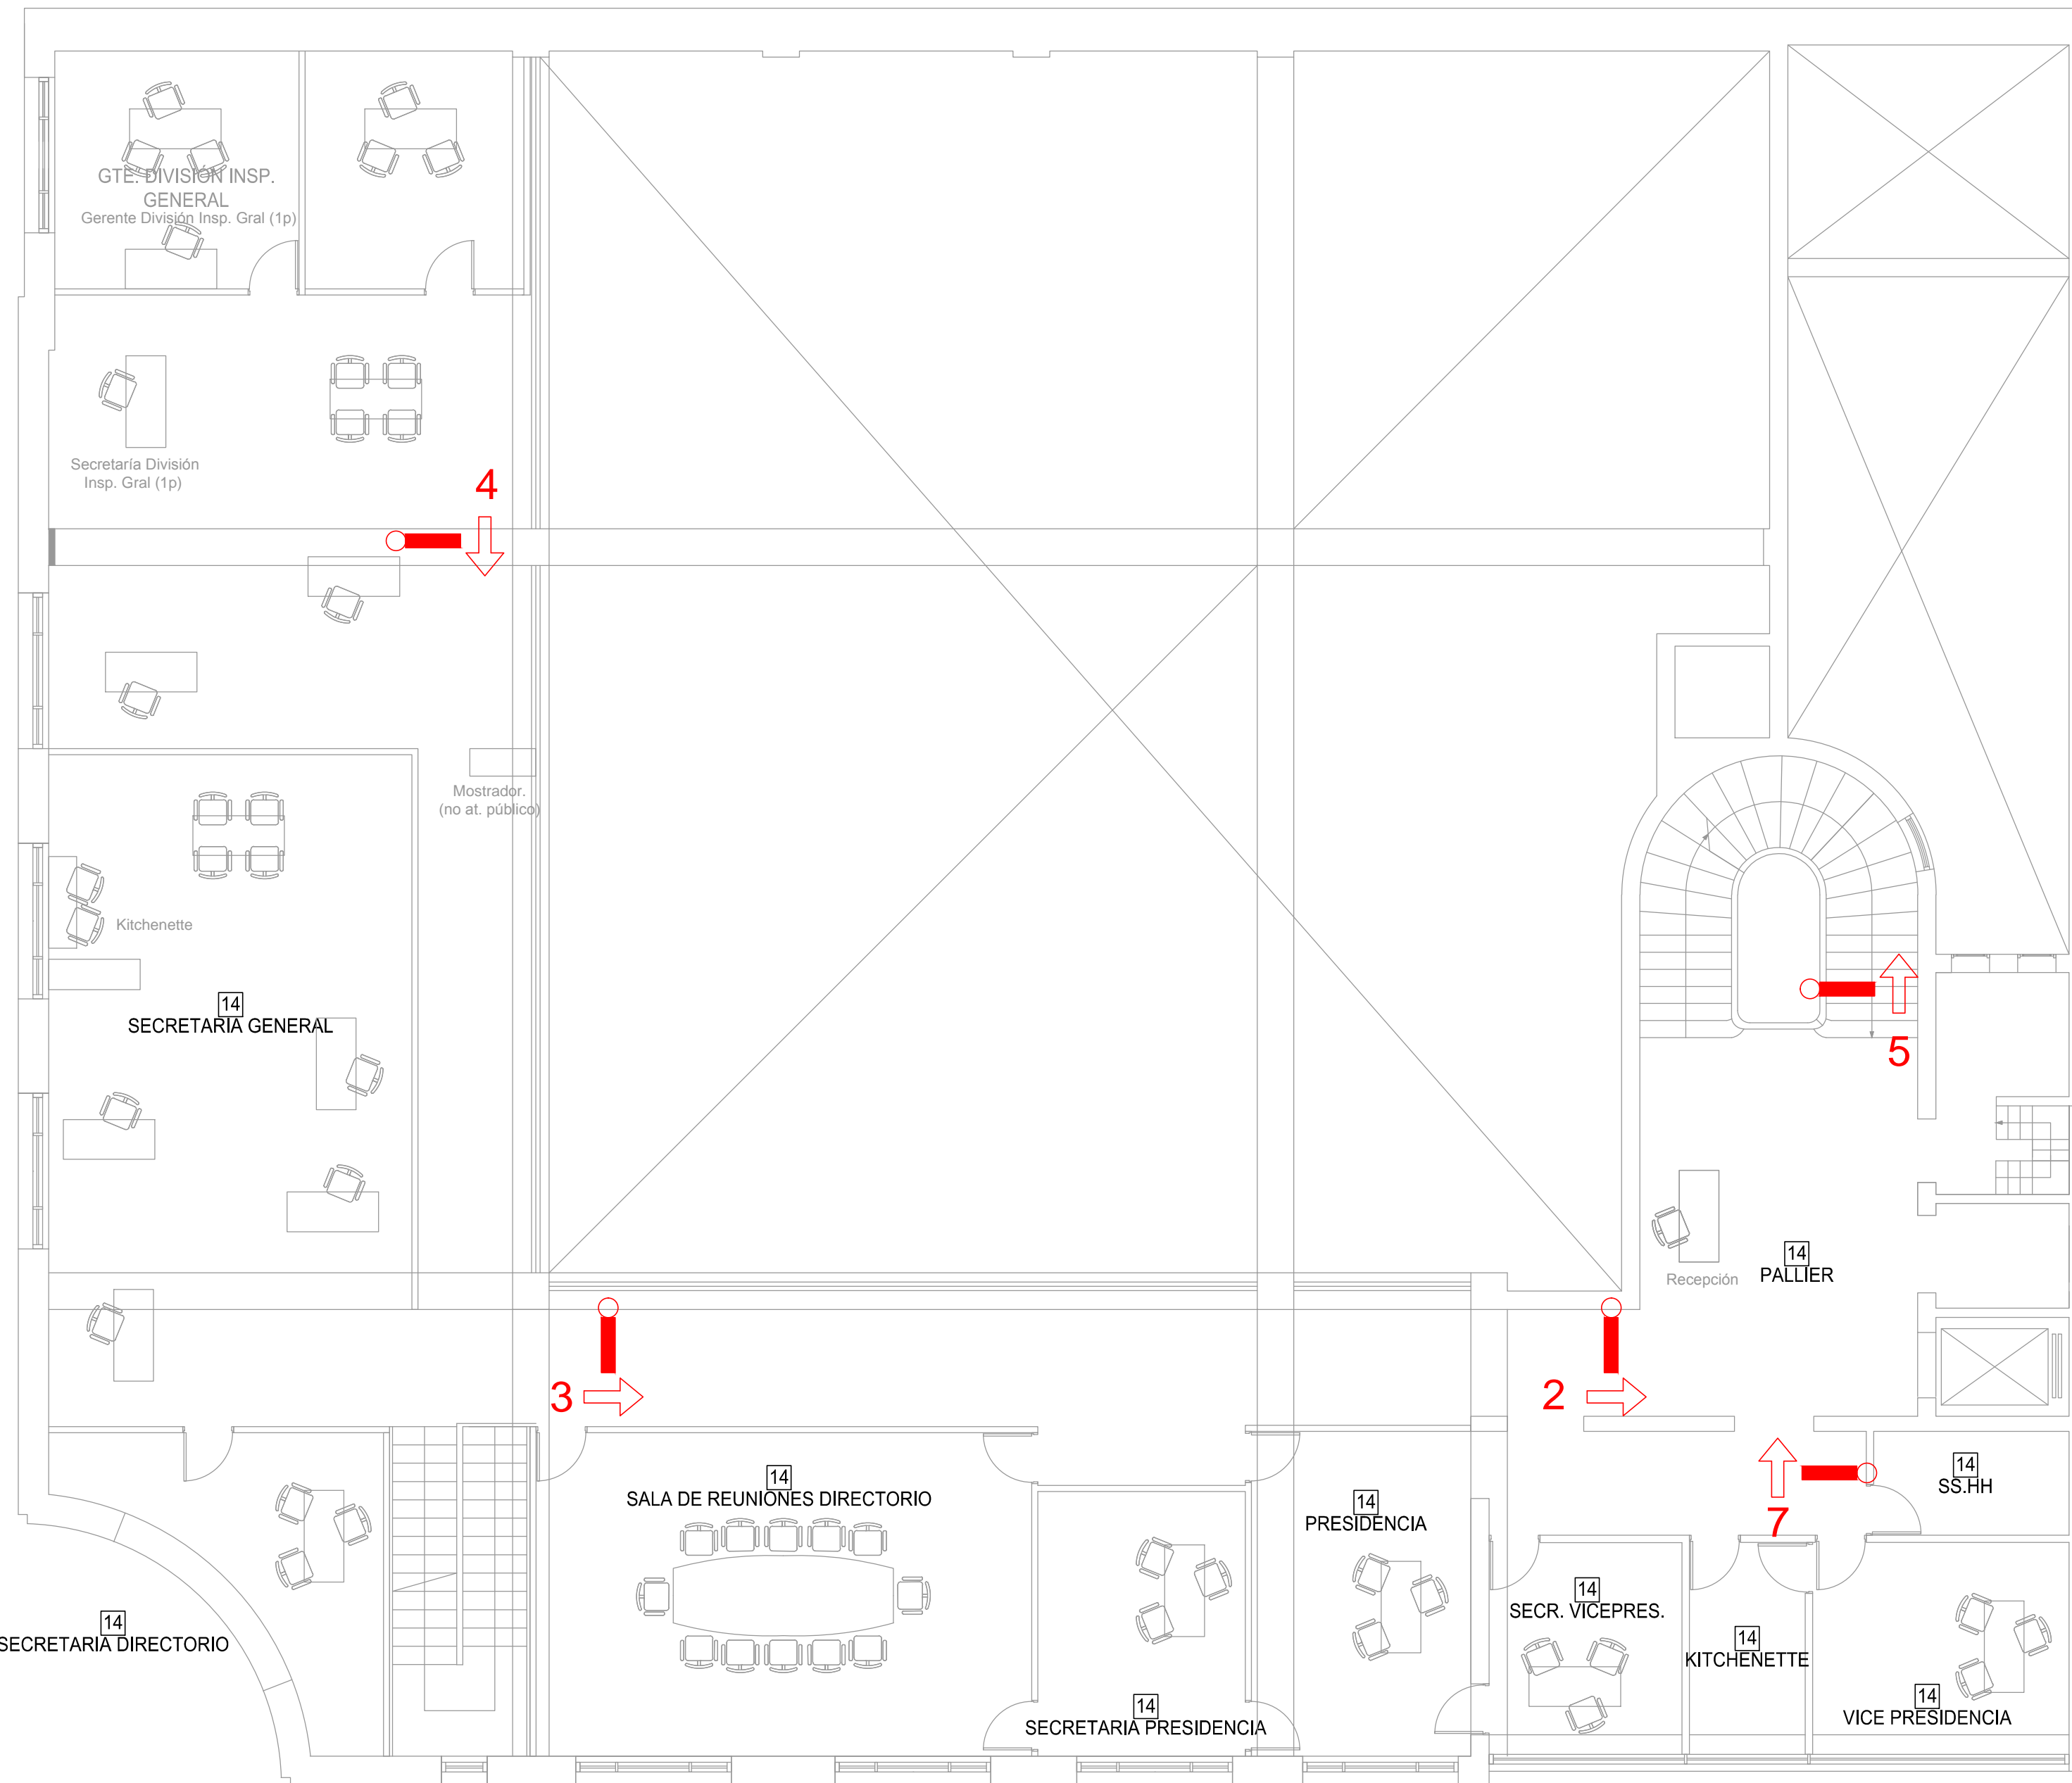 GTE. DIVISIÓN INSP.
GENERAL
Gerente División Insp. Gral (1p)
Secretaría División
Insp. Gral (1p)
4
Mostrador.
(no at. público)
Kitchenette
14
SECRETARIA GENERAL
5
14
PALLIER
Recepción
3
2
14
SALA DE REUNIONES DIRECTORIO
14
PRESIDENCIA
7
14
SS.HH
14
SECRETARIA DIRECTORIO
14
SECRETARIA PRESIDENCIA
14
SECR. VICEPRES.
14
KITCHENETTE
14
VICE PRESIDENCIA